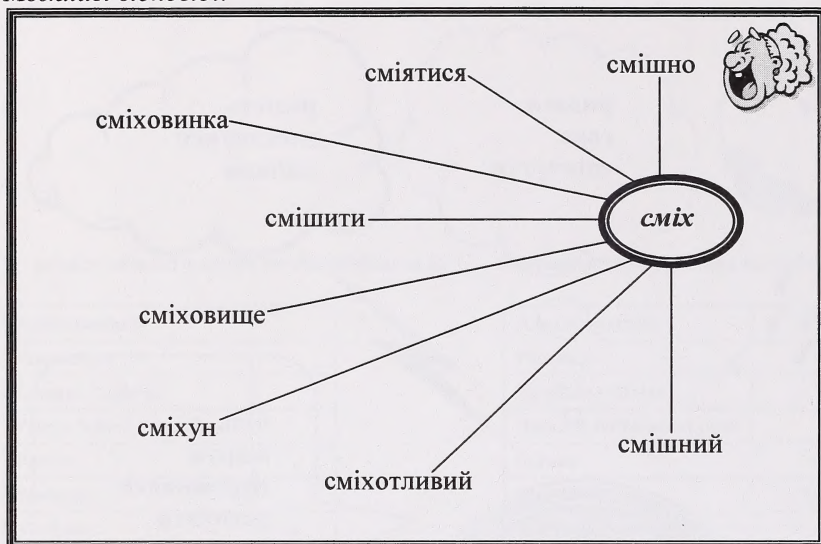 смішно
сміятися
сміховинка
смішити
сміх
сміховище
сміхун
смішний
сміхотливий